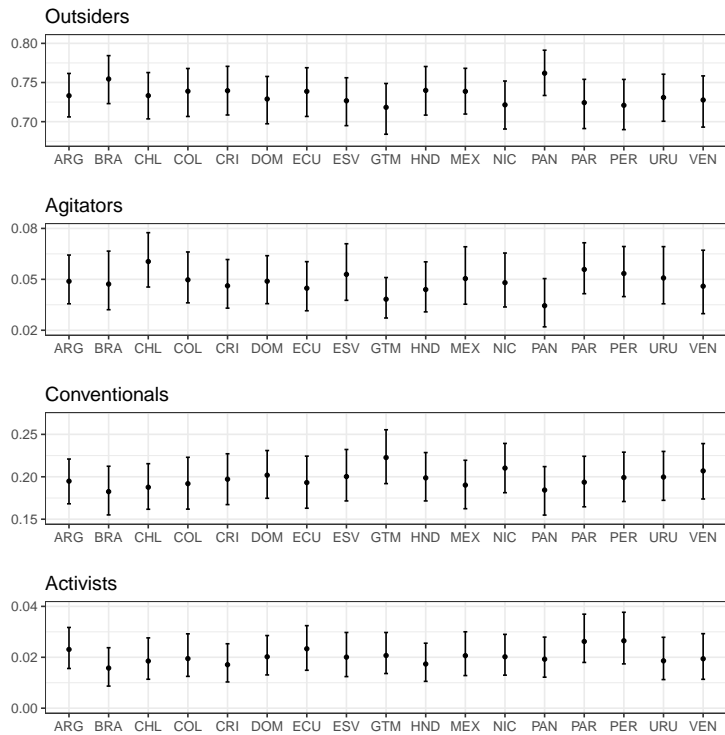 Outsiders
0.80
0.75
0.70
ARG BRA CHL COL CRI DOM ECU ESV GTM HND MEX NIC PAN PAR PER URU VEN
Agitators
0.08
0.05
0.02
ARG BRA CHL COL CRI DOM ECU ESV GTM HND MEX NIC PAN PAR PER URU VEN
Conventionals
0.25
0.20
0.15
ARG BRA CHL COL CRI DOM ECU ESV GTM HND MEX NIC PAN PAR PER URU VEN
Activists
0.04
0.02
0.00
ARG BRA CHL COL CRI DOM ECU ESV GTM HND MEX NIC PAN PAR PER URU VEN